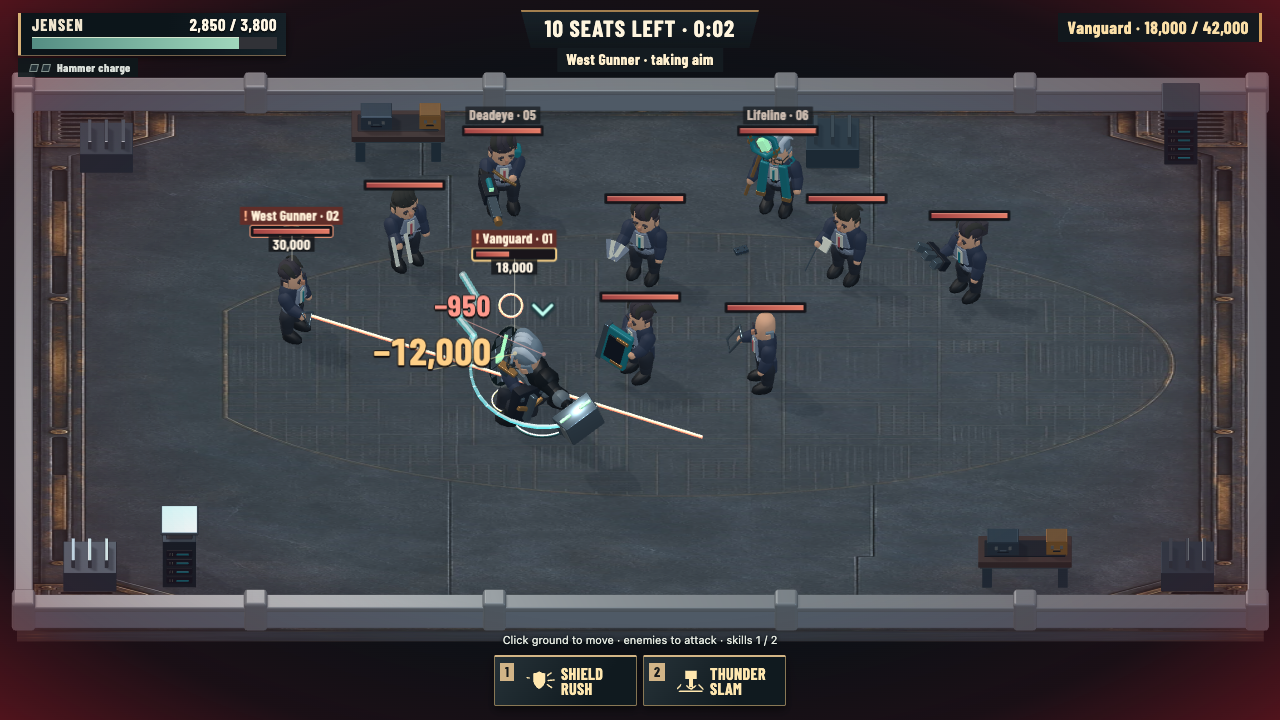 JENSEN 2,850 / 3,800
Hammer charge
10 SEATS LEFT · 0:02
West Gunner · taking aim
Vanguard · 18,000 / 42,000
Deadeye · 05
Lifeline · 06
! West Gunner · 02
30,000
! Vanguard · 01
18,000
−950
−12,000
Click ground to move · enemies to attack · skills 1 / 2
1 SHIELD
RUSH
2 THUNDER
SLAM